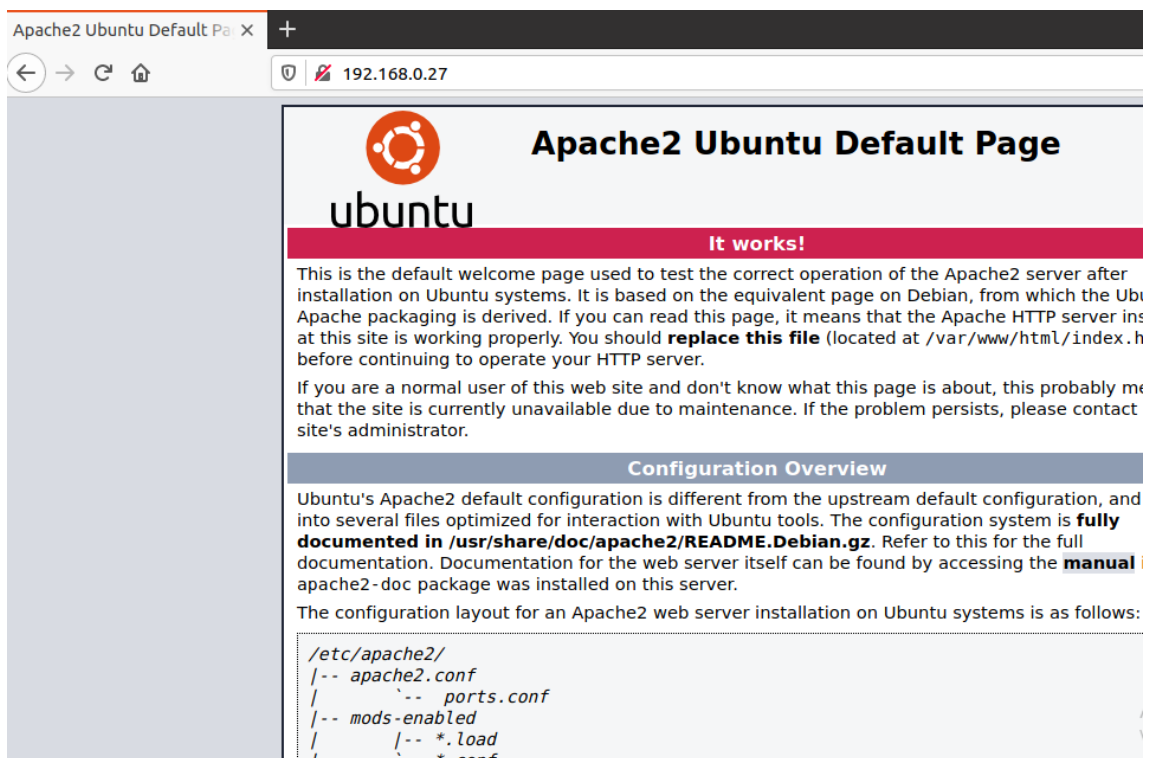 Apache2 Ubuntu Default Pa
192.168.0.27
Apache2 Ubuntu Default Page
ubuntu
It works!
This is the default welcome page used to test the correct operation of the Apache2 server after
installation on Ubuntu systems. It is based on the equivalent page on Debian, from which the Ubu
Apache packaging is derived. If you can read this page, it means that the Apache HTTP server ins
at this site is working properly. You should replace this file (located at /var/www/html/index.h
before continuing to operate your HTTP server.
If you are a normal user of this web site and don't know what this page is about, this probably me
that the site is currently unavailable due to maintenance. If the problem persists, please contact
site's administrator.
Configuration Overview
Ubuntu's Apache2 default configuration is different from the upstream default configuration, and
into several files optimized for interaction with Ubuntu tools. The configuration system is fully
documented in /usr/share/doc/apache2/README.Debian.gz. Refer to this for the full
documentation. Documentation for the web server itself can be found by accessing the manual i
apache2-doc package was installed on this server.
The configuration layout for an Apache2 web server installation on Ubuntu systems is as follows:
/etc/apache2/
|-- apache2.conf
|       `--  ports.conf
|-- mods-enabled
|       |-- *.load
|       `-- *.conf